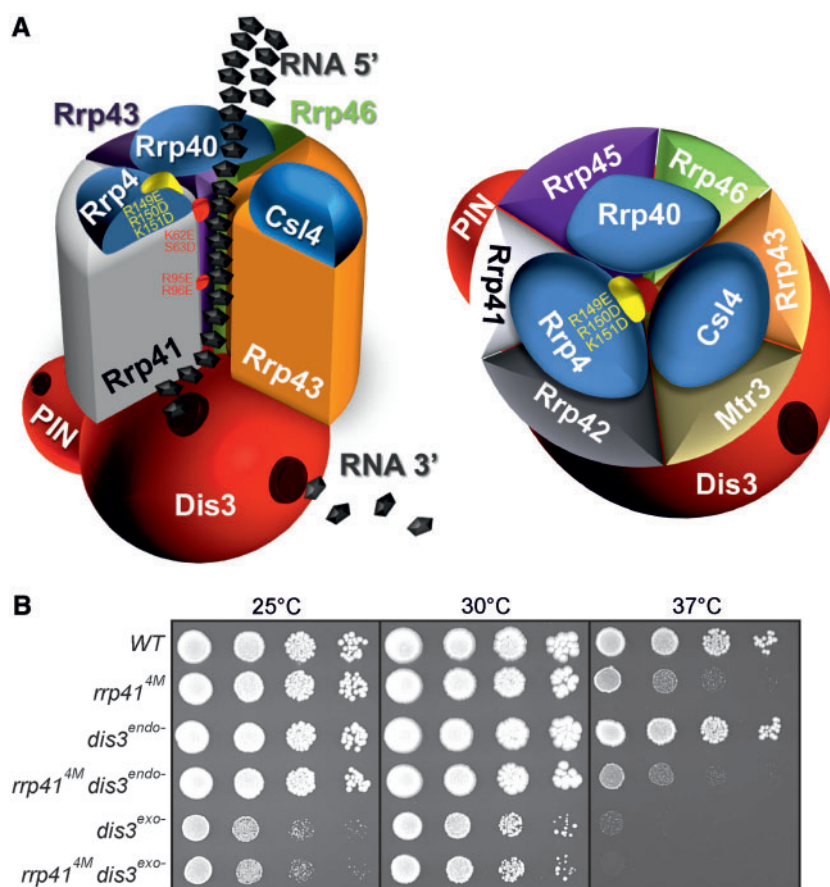 A
RNA 5'
Rrp43
Rrp46
Rrp40
Rrp4
R149E
R150D
K151D
Csl4
K62E
S63D
R95E
R96E
Rrp41
Rrp43
PIN
Dis3
RNA 3'
Rrp45
Rrp46
PIN
Rrp40
Rrp43
Rrp41
R149E
R150D
K151D
Rrp4
Csl4
Rrp42
Mtr3
Dis3
B
25°C 30°C 37°C
WT
rrp41 4M
dis3 endo-
rrp41 4M dis3 endo-
dis3 exo-
rrp41 4M dis3 exo-